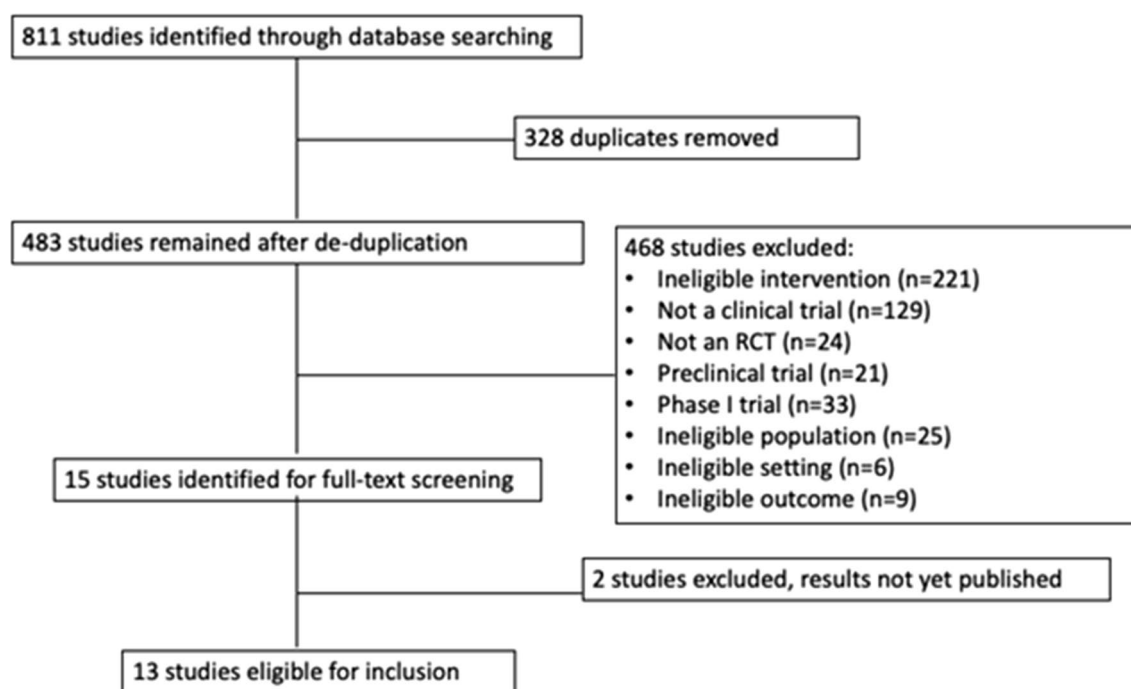 811 studies identified through database searching
328 duplicates removed
483 studies remained after de-duplication
468 studies excluded:
• Ineligible intervention (n=221)
• Not a clinical trial (n=129)
• Not an RCT (n=24)
• Preclinical trial (n=21)
• Phase I trial (n=33)
• Ineligible population (n=25)
• Ineligible setting (n=6)
• Ineligible outcome (n=9)
15 studies identified for full-text screening
2 studies excluded, results not yet published
13 studies eligible for inclusion